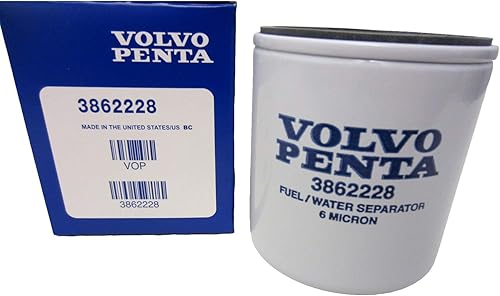 VOLVO
PENTA
3862228
MADE IN THE UNITED STATES/US BC
VOP
3862228
VOLVO
PENTA
3862228
FUEL/WATER SEPARATOR
6 MICRON